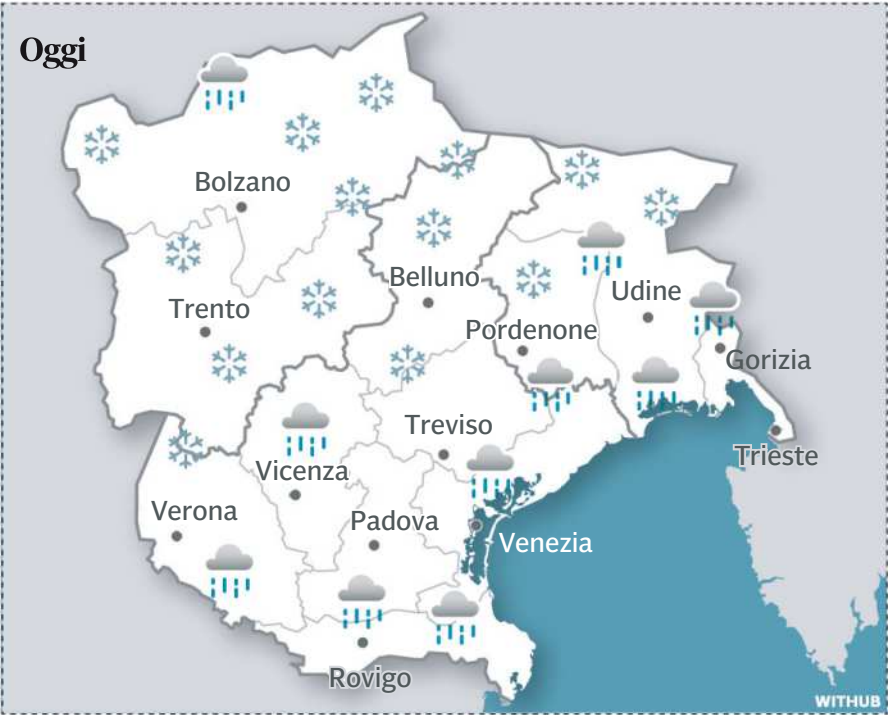 Oggi
Bolzano
Belluno
Udine
Trento
Pordenone
Gorizia
Treviso
Trieste
Vicenza
Verona
Padova
Venezia
Rovigo
WITHUB